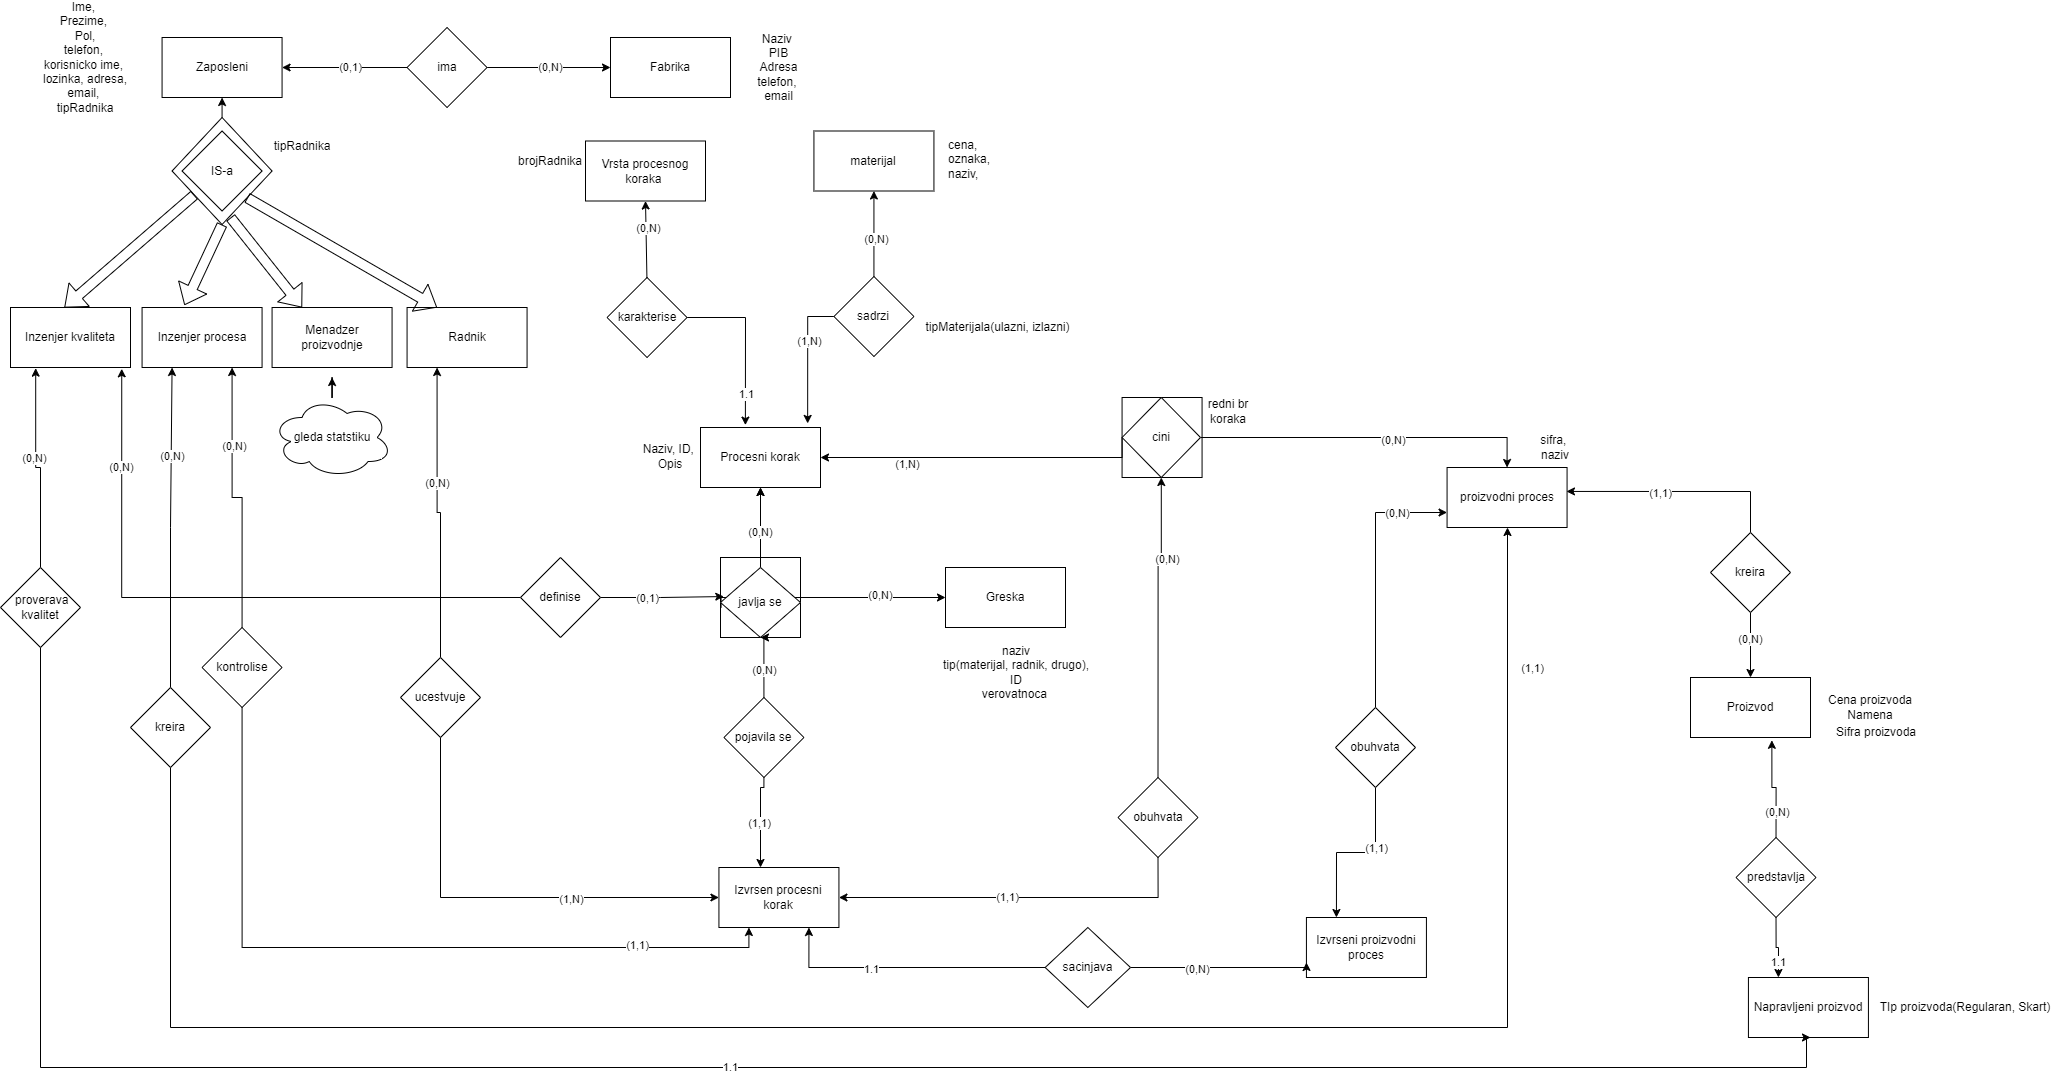 Ime,
Prezime,
Pol,
telefon,
korisnicko ime,
lozinka, adresa,
email,
tipRadnika
Zaposleni
(0,1)
ima
(0,N)
Fabrika
Naziv
PIB
Adresa
telefon,
email
IS-a
tipRadnika
brojRadnika
Vrsta procesnog
koraka
materijal
cena,
oznaka,
naziv,
(0,N)
(0,N)
Inzenjer kvaliteta
Inzenjer procesa
Menadzer
proizvodnje
Radnik
karakterise
sadrzi
tipMaterijala(ulazni, izlazni)
(1,N)
1.1
gleda statstiku
(0,N)
(0,N)
(0,N)
(0,N)
(0,N)
Naziv, ID,
Opis
Procesni korak
(1,N)
cini
redni br
koraka
(0,N)
sifra,
naziv
proizvodni proces
(1,1)
(0,N)
(0,N)
(0,N)
kreira
proverava
kvalitet
definise
(0,1)
javlja se
(0,N)
Greska
naziv
tip(materijal, radnik, drugo),
ID
verovatnoca
(0,N)
(0,N)
(1,1)
kontrolise
ucestvuje
kreira
pojavila se
obuhvata
Proizvod
Cena proizvoda
Namena
Sifra proizvoda
(1,1)
obuhvata
(1,1)
(0,N)
predstavlja
Izvrsen procesni
korak
(1,N)
(1,1)
(1,1)
Izvrseni proizvodni
proces
1.1
sacinjava
(0,N)
1.1
Napravljeni proizvod
TIp proizvoda(Regularan, Skart)
1.1